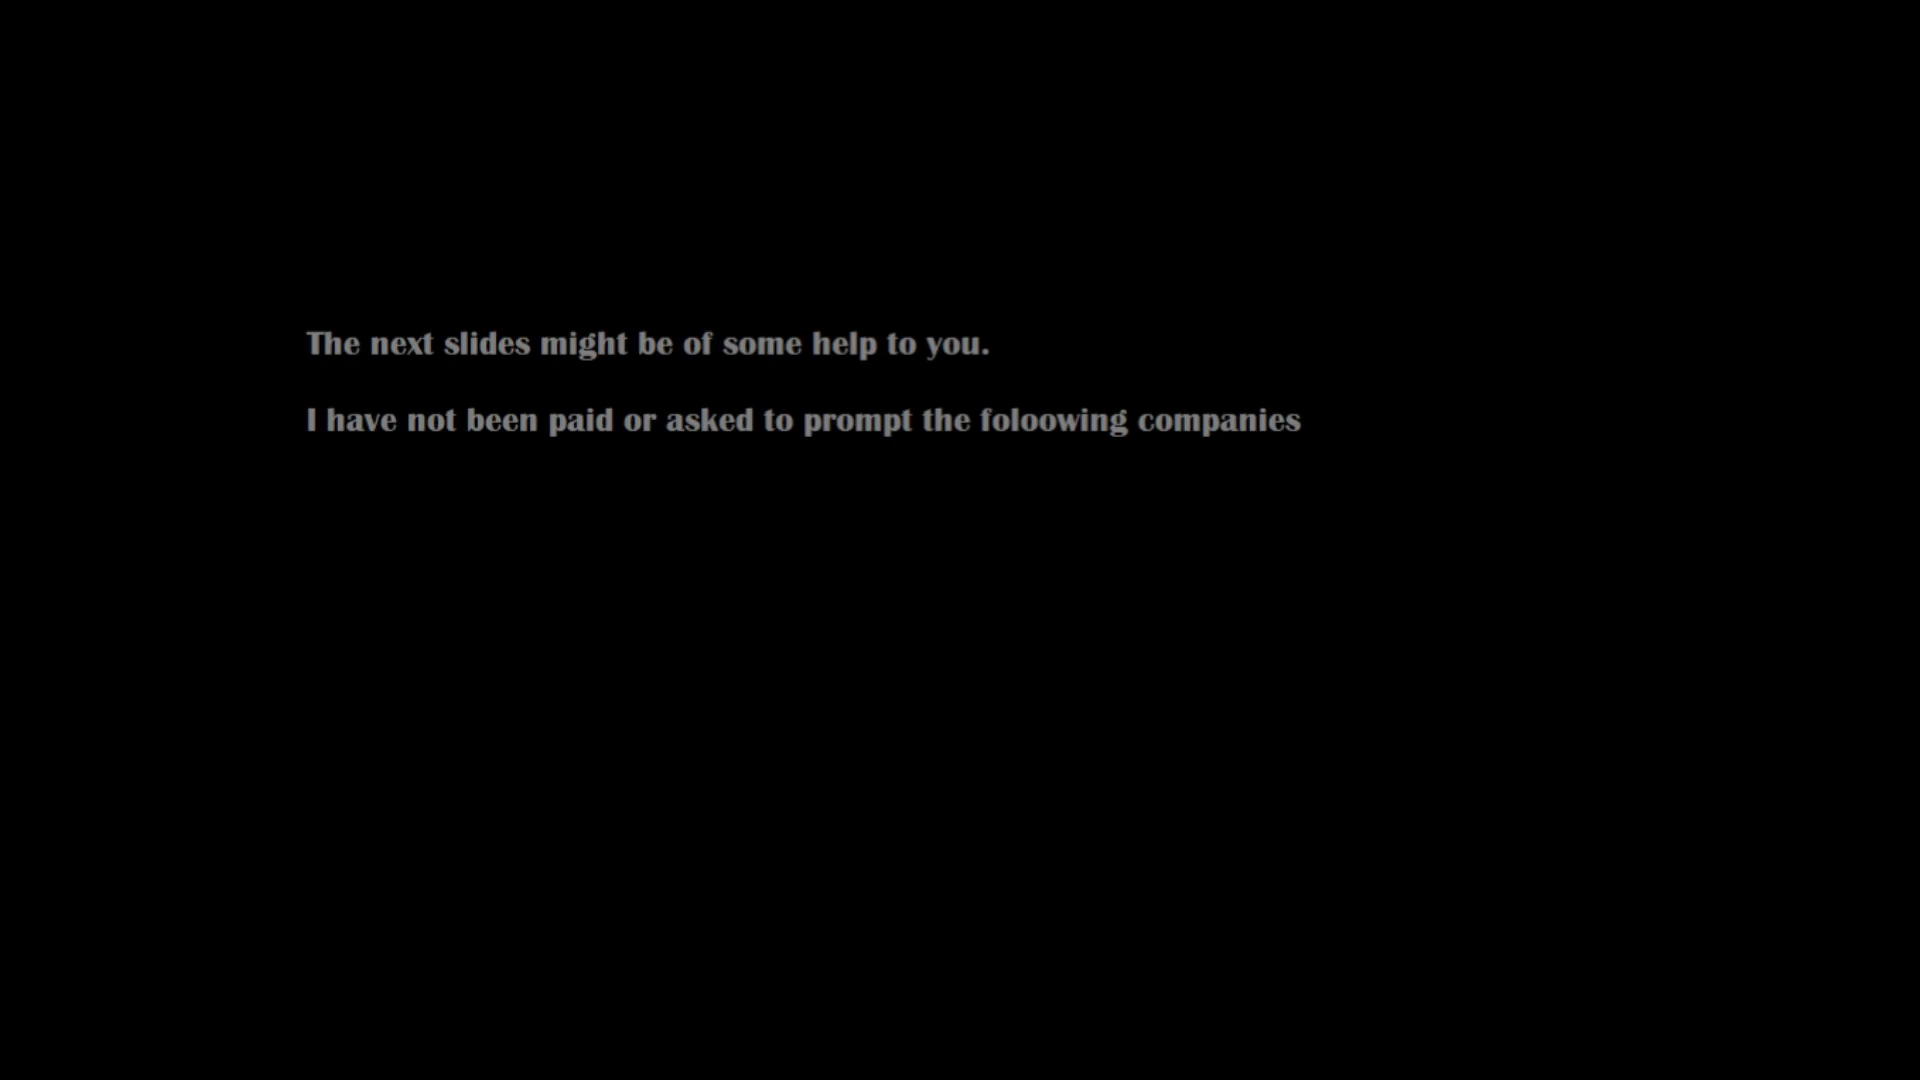 The next slides might be of some help to you.
I have not been paid or asked to prompt the foloowing companies